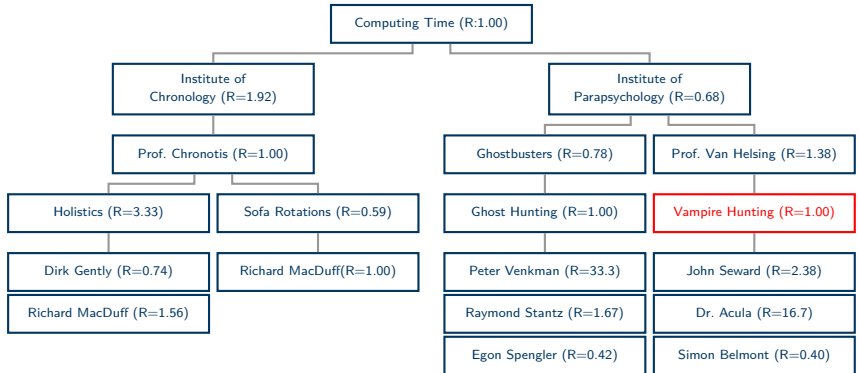 Computing Time (R:1.00)
Institute of
Chronology (R=1.92)
Institute of
Parapsychology (R=0.68)
Prof. Chronotis (R=1.00)
Ghostbusters (R=0.78)
Prof. Van Helsing (R=1.38)
Holistics (R=3.33)
Sofa Rotations (R=0.59)
Ghost Hunting (R=1.00)
Vampire Hunting (R=1.00)
Dirk Gently (R=0.74)
Richard MacDuff(R=1.00)
Peter Venkman (R=33.3)
John Seward (R=2.38)
Richard MacDuff (R=1.56)
Raymond Stantz (R=1.67)
Dr. Acula (R=16.7)
Egon Spengler (R=0.42)
Simon Belmont (R=0.40)